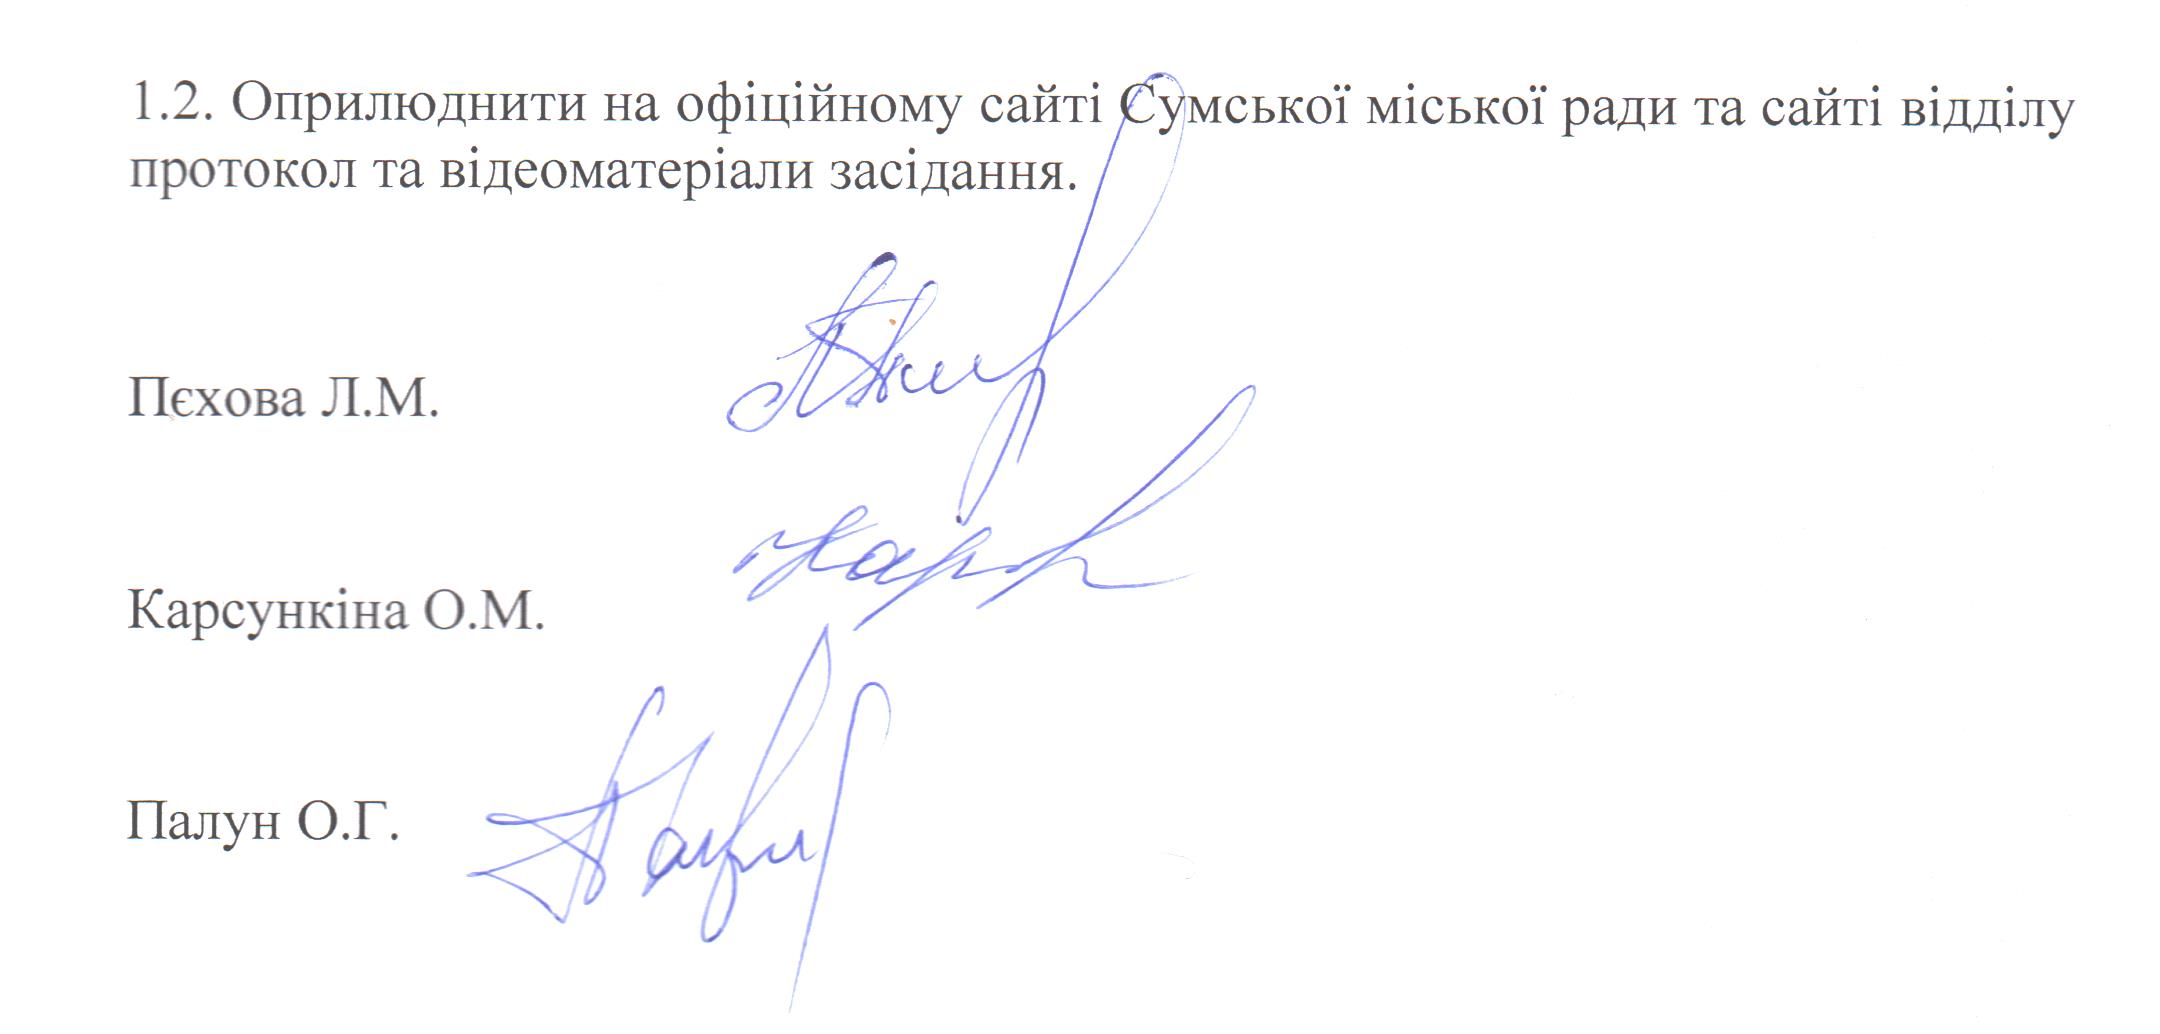 1.2. Оприлюднити на офіційному сайті Сумської міської ради та сайті відділу
протокол та відеоматеріали засідання.
Пєхова Л.М.
Карсункіна О.М.
Палун О.Г.